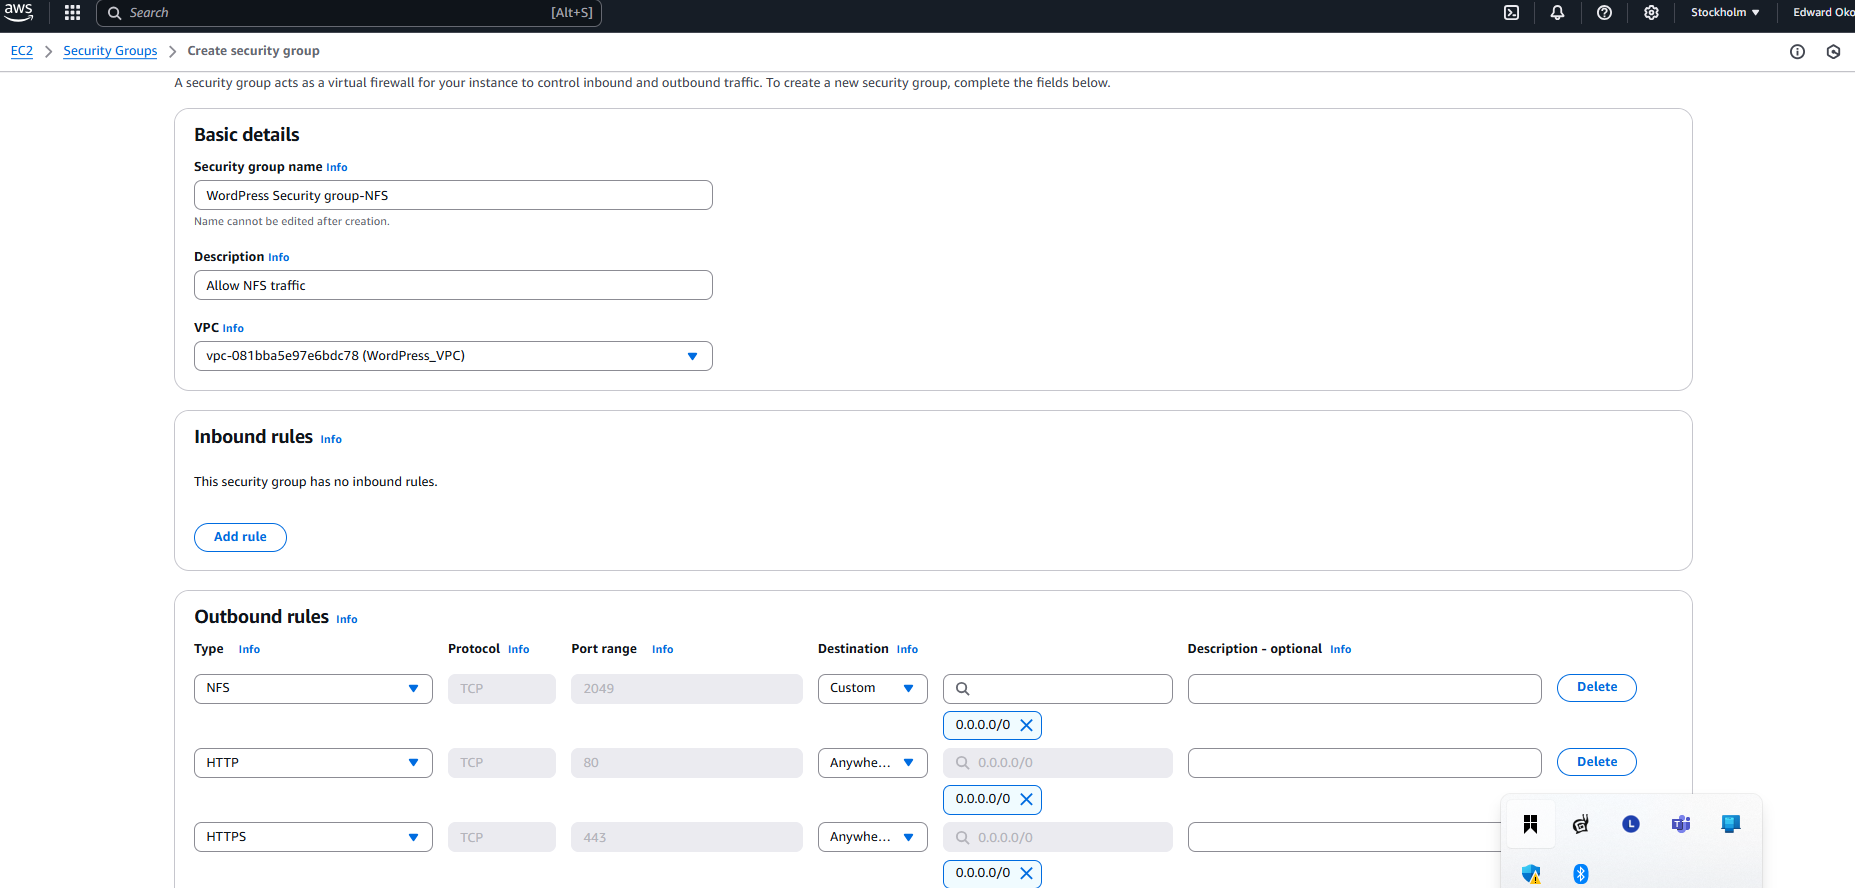 aws Search [Alt+S] Stockholm Edward Oko
EC2 Security Groups Create security group
A security group acts as a virtual firewall for your instance to control inbound and outbound traffic. To create a new security group, complete the fields below.
Basic details
Security group name Info
WordPress Security group-NFS
Name cannot be edited after creation.
Description Info
Allow NFS traffic
VPC Info
vpc-081bba5e97e6bdc78 (WordPress_VPC)
Inbound rules Info
This security group has no inbound rules.
Add rule
Outbound rules Info
Type Info Protocol Info Port range Info Destination Info Description - optional Info
NFS TCP 2049 Custom Delete
0.0.0.0/0
HTTP TCP 80 Anywhe... 0.0.0.0/0 Delete
0.0.0.0/0
HTTPS TCP 443 Anywhe... 0.0.0.0/0
0.0.0.0/0